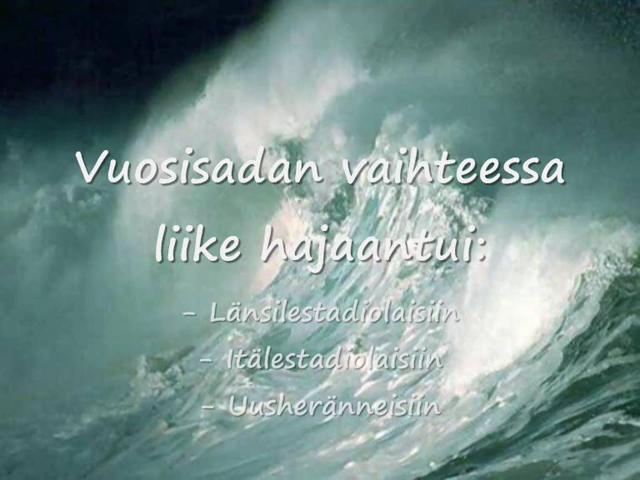 Vuosisadan vaihteessa
liike hajaantui:
- Länsilestadiolaisiin
- Itälestadiolaisiin
- Uusheränneisiin